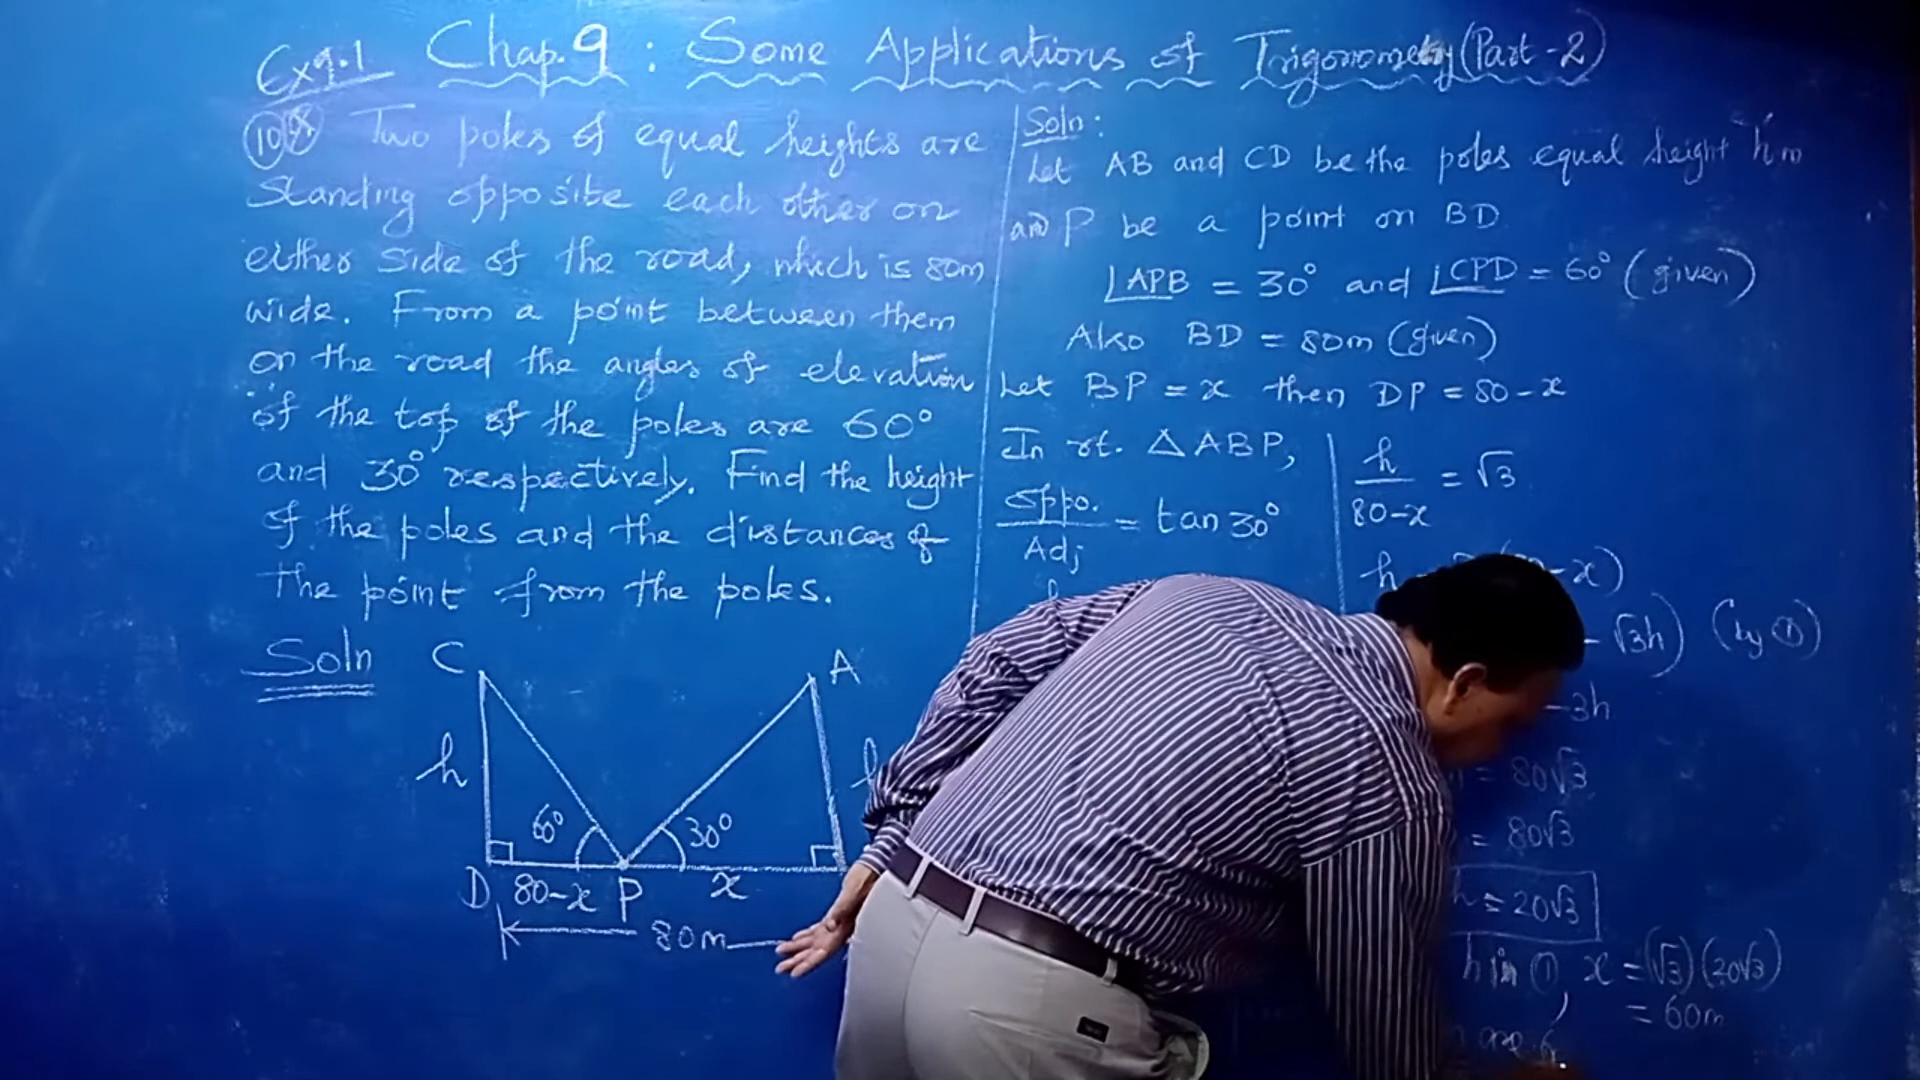 Ex9.1 Chap.9 : Some Applications of Trigonometry (Part-2)
10 Two poles of equal heights are
standing opposite each other on
either side of the road, which is 80m
wide. From a point between them
on the road the angles of elevation
of the top of the poles are 60°
and 30° respectively. Find the height
of the poles and the distances of
the point from the poles.
Soln
C
A
h
60°
30°
D 80-x P x
80m
Soln:
Let AB and CD be the poles equal height h m
and P be a point on BD
∠APB = 30° and ∠CPD = 60° (given)
Also BD = 80m (given)
Let BP = x then DP = 80-x
In rt. △ABP,
Oppo./Adj = tan 30°
h/80-x = √3
h -x)
- √3h) (by ①)
-3h
= 80√3
= 80√3
h = 20√3
h in ①, x = (√3)(20√3)
= 60m
are